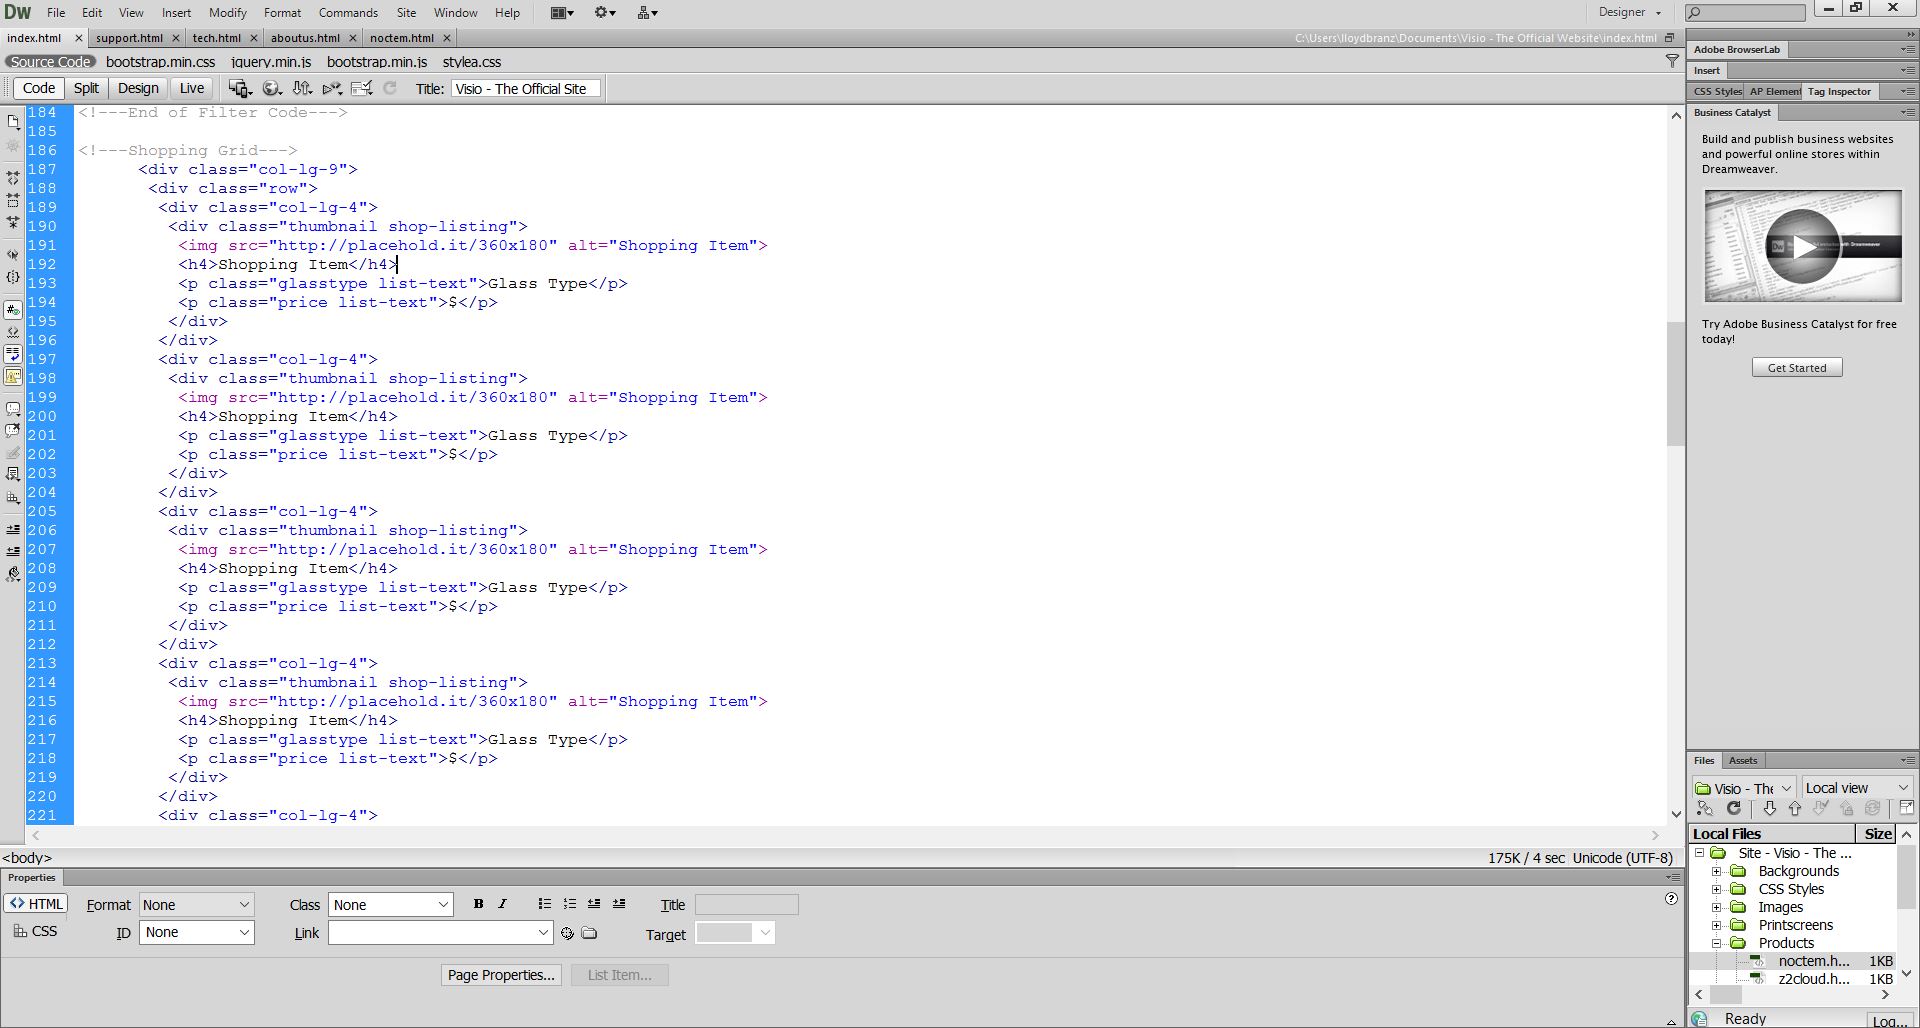 Dw File Edit View Insert Modify Format Commands Site Window Help Designer
index.html support.html tech.html aboutus.html noctem.html C:\Users\lloydbranz\Documents\Visio - The Official Website\index.html
Source Code bootstrap.min.css jquery.min.js bootstrap.min.js stylea.css
Code Split Design Live Title: Visio - The Official Site
184 <!---End of Filter Code--->
185
186 <!---Shopping Grid--->
187 <div class="col-lg-9">
188 <div class="row">
189 <div class="col-lg-4">
190 <div class="thumbnail shop-listing">
191 <img src="http://placehold.it/360x180" alt="Shopping Item">
192 <h4>Shopping Item</h4>
193 <p class="glasstype list-text">Glass Type</p>
194 <p class="price list-text">$</p>
195 </div>
196 </div>
197 <div class="col-lg-4">
198 <div class="thumbnail shop-listing">
199 <img src="http://placehold.it/360x180" alt="Shopping Item">
200 <h4>Shopping Item</h4>
201 <p class="glasstype list-text">Glass Type</p>
202 <p class="price list-text">$</p>
203 </div>
204 </div>
205 <div class="col-lg-4">
206 <div class="thumbnail shop-listing">
207 <img src="http://placehold.it/360x180" alt="Shopping Item">
208 <h4>Shopping Item</h4>
209 <p class="glasstype list-text">Glass Type</p>
210 <p class="price list-text">$</p>
211 </div>
212 </div>
213 <div class="col-lg-4">
214 <div class="thumbnail shop-listing">
215 <img src="http://placehold.it/360x180" alt="Shopping Item">
216 <h4>Shopping Item</h4>
217 <p class="glasstype list-text">Glass Type</p>
218 <p class="price list-text">$</p>
219 </div>
220 </div>
221 <div class="col-lg-4">
<body> 175K / 4 sec Unicode (UTF-8)
Properties
HTML Format None Class None B I Title
CSS ID None Link Target
Page Properties... List Item...
Adobe BrowserLab
Insert
CSS Styles AP Element Tag Inspector
Business Catalyst
Build and publish business websites
and powerful online stores within
Dreamweaver.
Try Adobe Business Catalyst for free
today!
Get Started
Files Assets
Visio - The Local view
Local Files Size
Site - Visio - The ...
Backgrounds
CSS Styles
Images
Printscreens
Products
noctem.h... 1KB
z2cloud.h... 1KB
Ready Log...